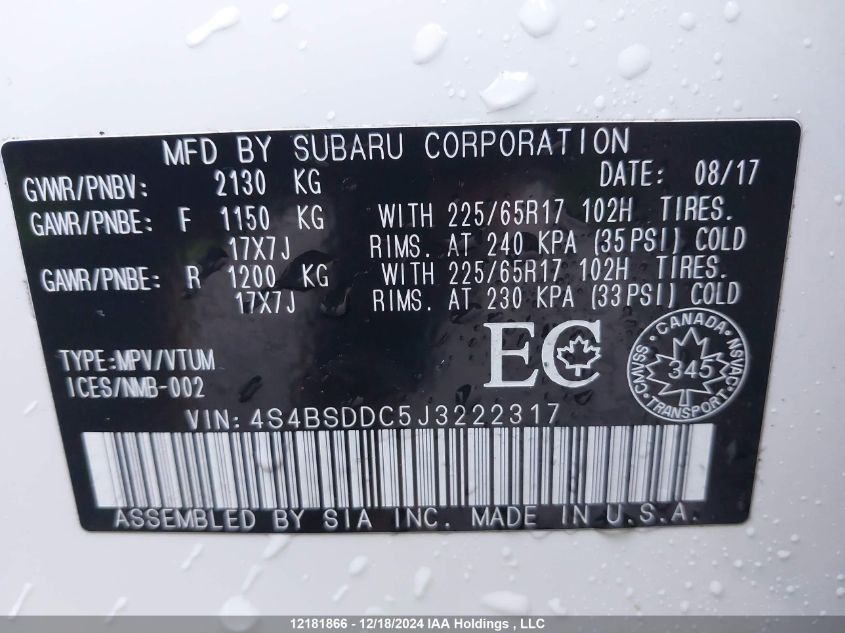 MFD BY SUBARU CORPORATION
GVWR/PNBV: 2130 KG DATE: 08/17
GAWR/PNBE: F 1150 KG WITH 225/65R17 102H TIRES.
17X7J RIMS. AT 240 KPA (35PSI) COLD
GAWR/PNBE: R 1200 KG WITH 225/65R17 102H TIRES.
17X7J RIMS. AT 230 KPA (33PSI) COLD
TYPE:MPV/VTUM
ICES/NMB-002
EC
CANADA
CMVSS 345 NSVAC
TRANSPORT
VIN: 4S4BSDDC5J3222317
ASSEMBLED BY SIA INC. MADE IN U.S.A.
12181866 - 12/18/2024 IAA Holdings , LLC